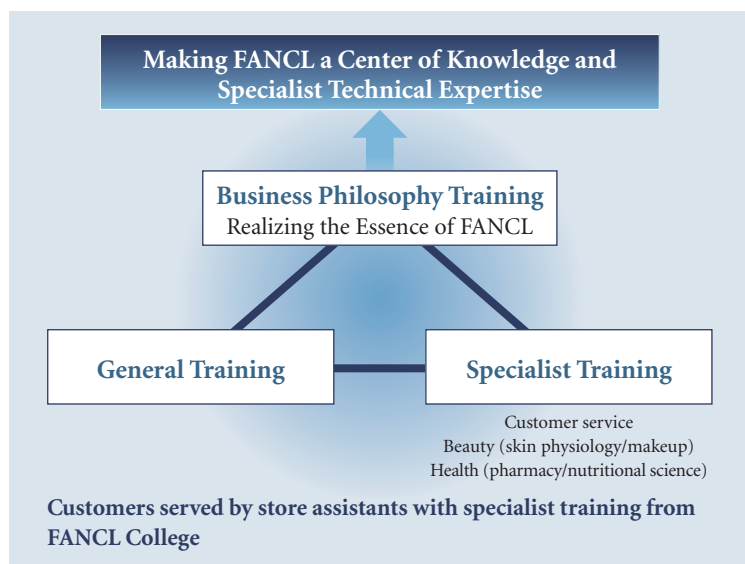 Making FANCL a Center of Knowledge and
Specialist Technical Expertise
Business Philosophy Training
Realizing the Essence of FANCL
General Training
Specialist Training
Customer service
Beauty (skin physiology/makeup)
Health (pharmacy/nutritional science)
Customers served by store assistants with specialist training from
FANCL College